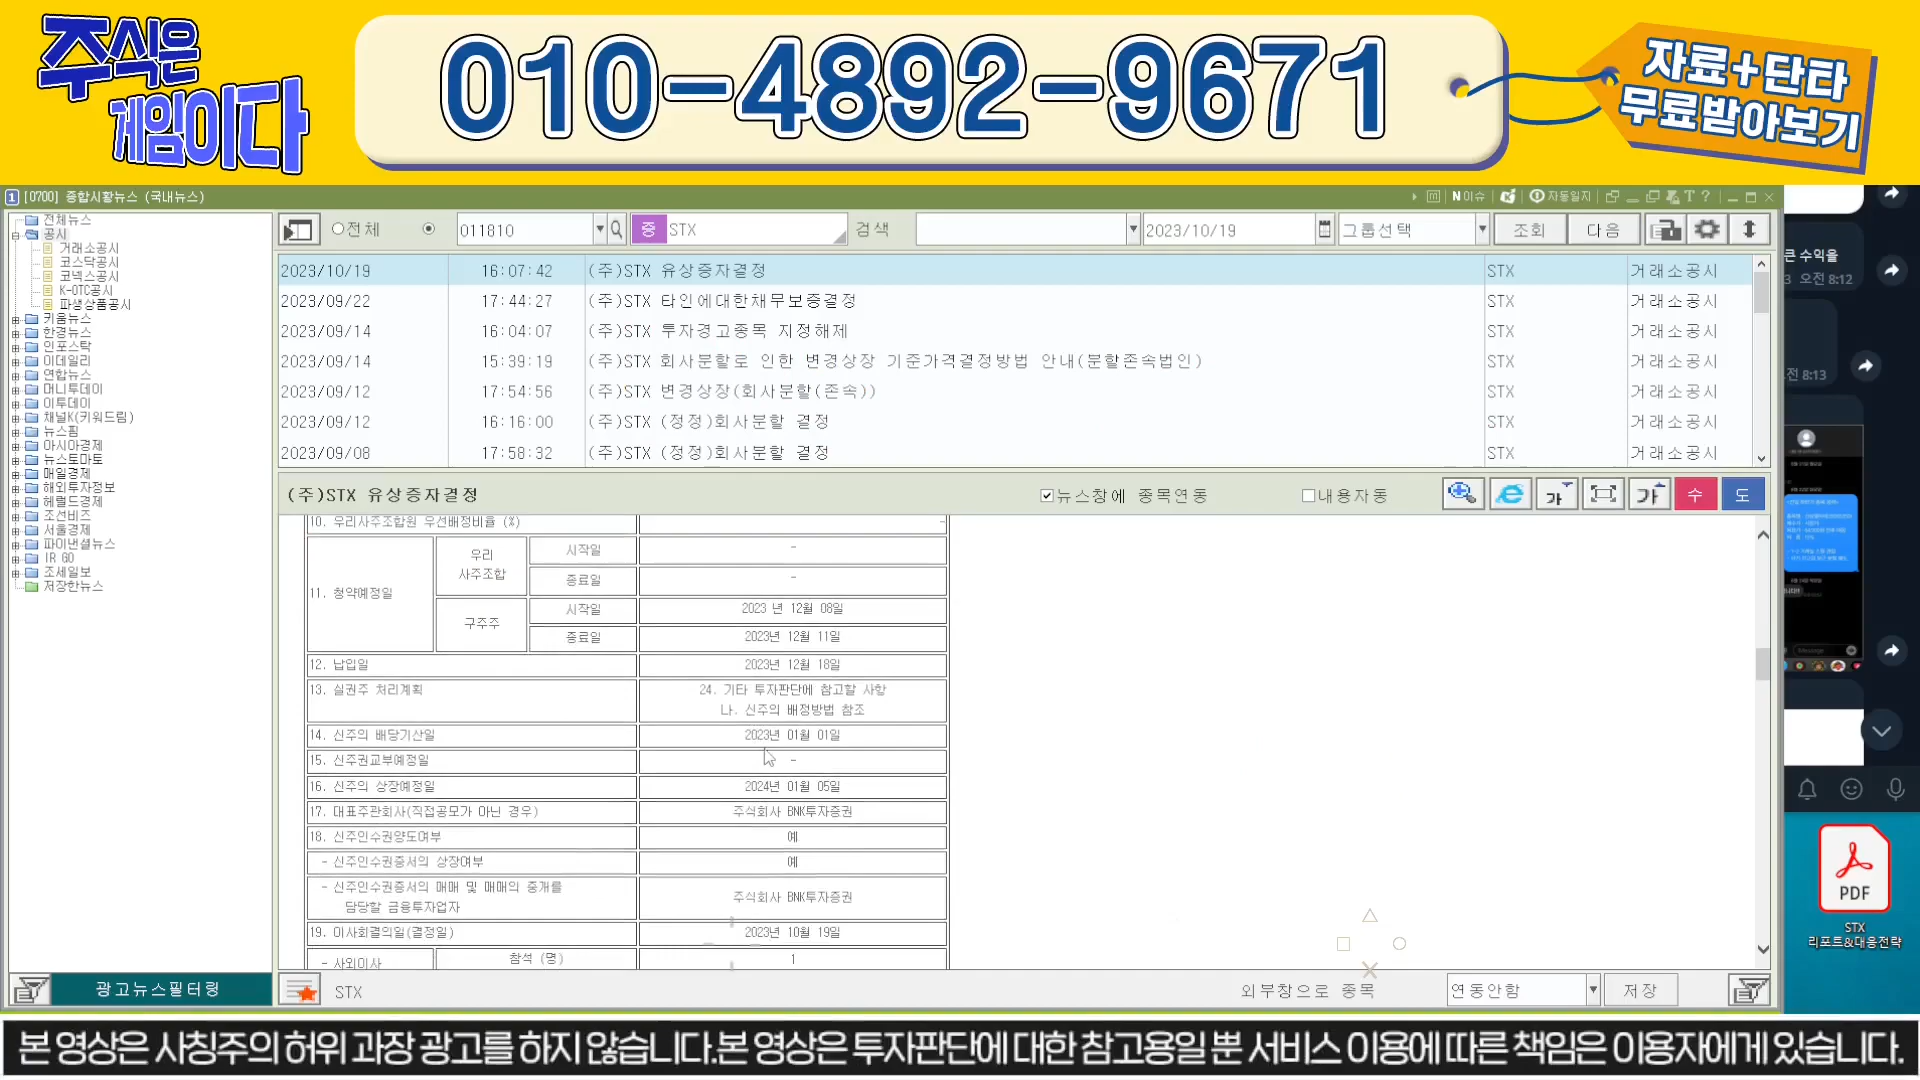 주식은
게임이다
010-4892-9671
자료+단타
무료받아보기
1 [0700] 종합시황뉴스 (국내뉴스)
N이슈 자동일지 T ?
전체뉴스
공시
거래소공시
코스닥공시
코넥스공시
K-OTC공시
파생상품공시
키움뉴스
한경뉴스
인포스탁
이데일리
연합뉴스
머니투데이
이투데이
채널K(키워드림)
뉴스핌
아시아경제
뉴스토마토
매일경제
해외투자정보
헤럴드경제
조선비즈
서울경제
파이낸셜뉴스
IR GO
조세일보
저장한뉴스
광고뉴스필터링
전체 011810 증 STX 검색 2023/10/19 그룹선택 조회 다음
2023/10/19 16:07:42 (주)STX 유상증자결정 STX 거래소공시
2023/09/22 17:44:27 (주)STX 타인에대한채무보증결정 STX 거래소공시
2023/09/14 16:04:07 (주)STX 투자경고종목 지정해제 STX 거래소공시
2023/09/14 15:39:19 (주)STX 회사분할로 인한 변경상장 기준가격결정방법 안내(분할존속법인) STX 거래소공시
2023/09/12 17:54:56 (주)STX 변경상장(회사분할(존속)) STX 거래소공시
2023/09/12 16:16:00 (주)STX (정정)회사분할 결정 STX 거래소공시
2023/09/08 17:58:32 (주)STX (정정)회사분할 결정 STX 거래소공시
(주)STX 유상증자결정 뉴스창에 종목연동 내용자동 가 가 수 도
10. 우리사주조합원 우선배정비율 (%) -
11. 청약예정일 우리 사주조합 시작일 -
종료일 -
구주주 시작일 2023 년 12월 08일
종료일 2023년 12월 11일
12. 납입일 2023년 12월 18일
13. 실권주 처리계획 24. 기타 투자판단에 참고할 사항
나. 신주의 배정방법 참조
14. 신주의 배당기산일 2023년 01월 01일
15. 신주권교부예정일 -
16. 신주의 상장예정일 2024년 01월 05일
17. 대표주관회사(직접공모가 아닌 경우) 주식회사 BNK투자증권
18. 신주인수권양도여부 예
- 신주인수권증서의 상장여부 예
- 신주인수권증서의 매매 및 매매의 중개를
담당할 금융투자업자 주식회사 BNK투자증권
19. 이사회결의일(결정일) 2023년 10월 19일
- 사외이사 참석 (명) 1
STX 외부창으로 종목 연동안함 저장
큰 수익을
3 오전 8:12
전 8:13
PDF
STX
리포트&대응전략
본 영상은 사칭주의 허위 과장 광고를 하지 않습니다.본 영상은 투자판단에 대한 참고용일 뿐 서비스 이용에 따른 책임은 이용자에게 있습니다.